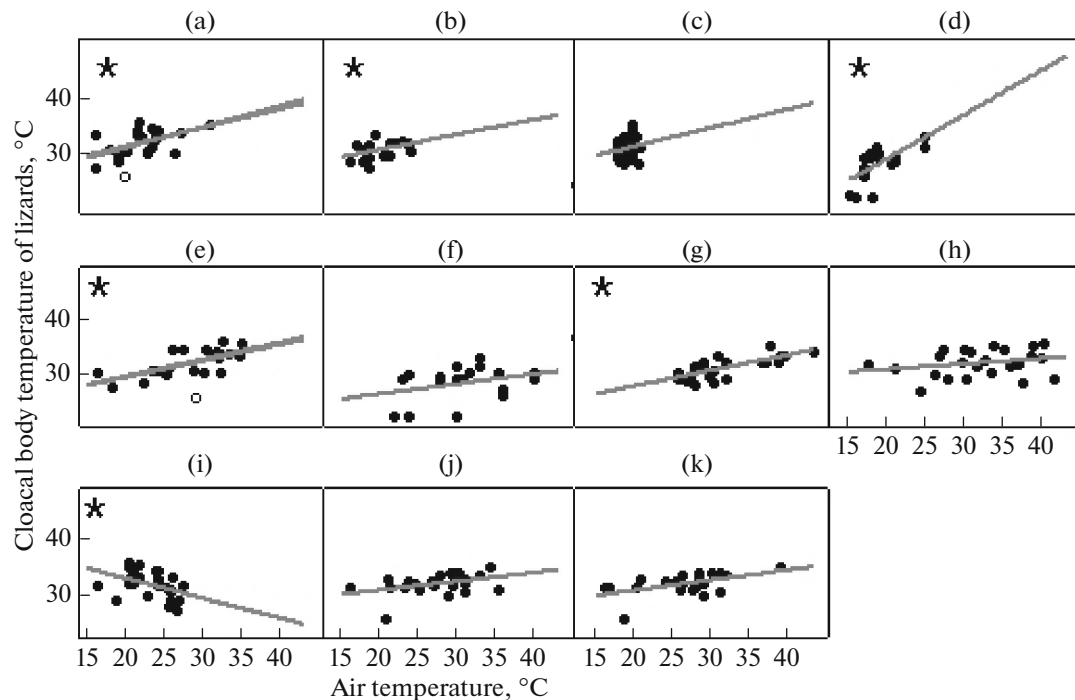 (a) (b) (c) (d)
40
30
(e) (f) (g) (h)
40
30
15 20 25 30 35 40
(i) (j) (k)
40
30
15 20 25 30 35 40 15 20 25 30 35 40 15 20 25 30 35 40
Air temperature, °C
Cloacal body temperature of lizards, °C